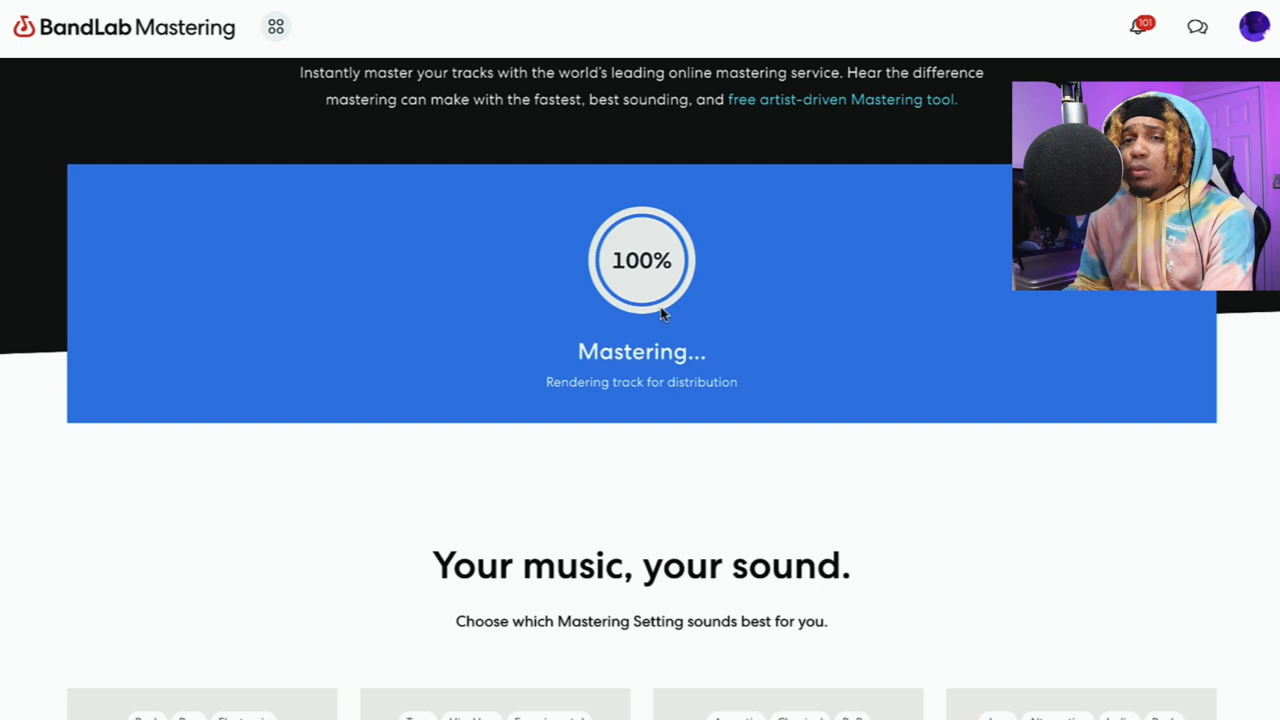 BandLab Mastering
101
Instantly master your tracks with the world's leading online mastering service. Hear the difference
mastering can make with the fastest, best sounding, and free artist-driven Mastering tool.
100%
Mastering...
Rendering track for distribution
Your music, your sound.
Choose which Mastering Setting sounds best for you.